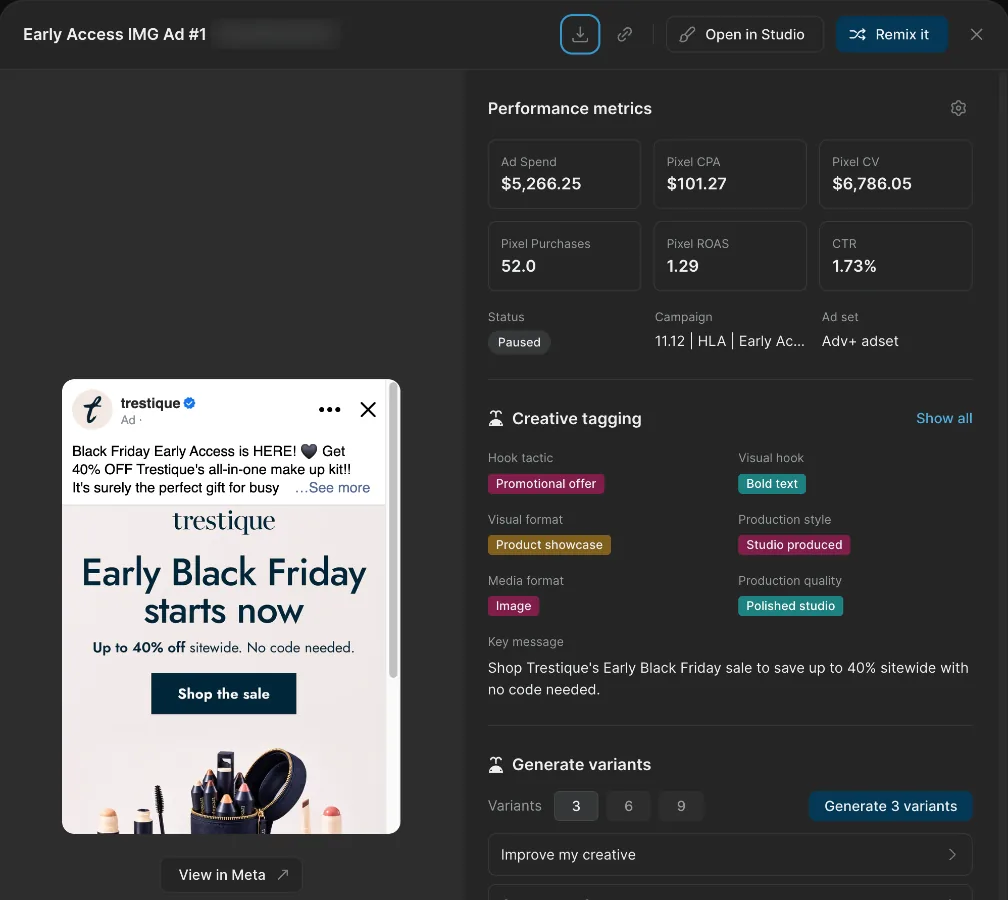 Early Access IMG Ad #1
Open in Studio
Remix it
Performance metrics
Ad Spend
$5,266.25
Pixel CPA
$101.27
Pixel CV
$6,786.05
Pixel Purchases
52.0
Pixel ROAS
1.29
CTR
1.73%
Status
Paused
Campaign
11.12 | HLA | Early Ac...
Ad set
Adv+ adset
Creative tagging
Show all
Hook tactic
Promotional offer
Visual hook
Bold text
Visual format
Product showcase
Production style
Studio produced
Media format
Image
Production quality
Polished studio
Key message
Shop Trestique's Early Black Friday sale to save up to 40% sitewide with
no code needed.
Generate variants
Variants
3
6
9
Generate 3 variants
Improve my creative
t
trestique
Ad ·
Black Friday Early Access is HERE! 🖤 Get
40% OFF Trestique's all-in-one make up kit!!
It's surely the perfect gift for busy ...See more
trestique
Early Black Friday
starts now
Up to 40% off sitewide. No code needed.
Shop the sale
View in Meta